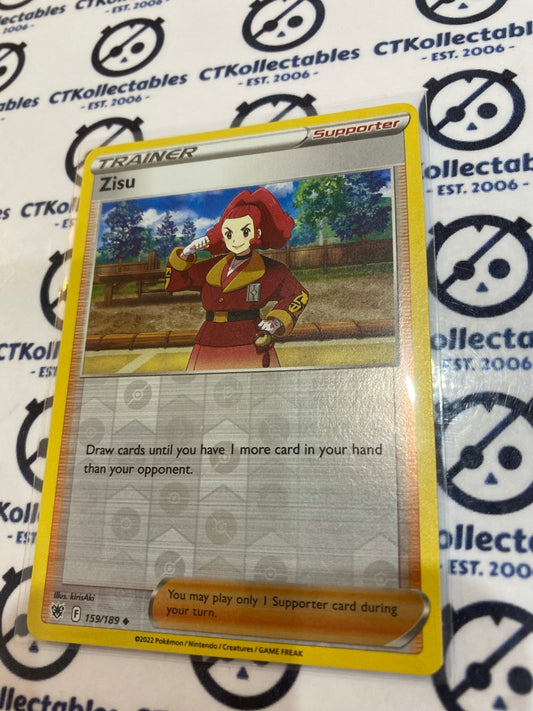 CTKollectables
- EST. 2006 -
TRAINER
Supporter
Zisu
Draw cards until you have 1 more card in your hand
than your opponent.
You may play only 1 Supporter card during
your turn.
Illus. kirisAki
F 159/189
©2022 Pokémon / Nintendo / Creatures / GAME FREAK